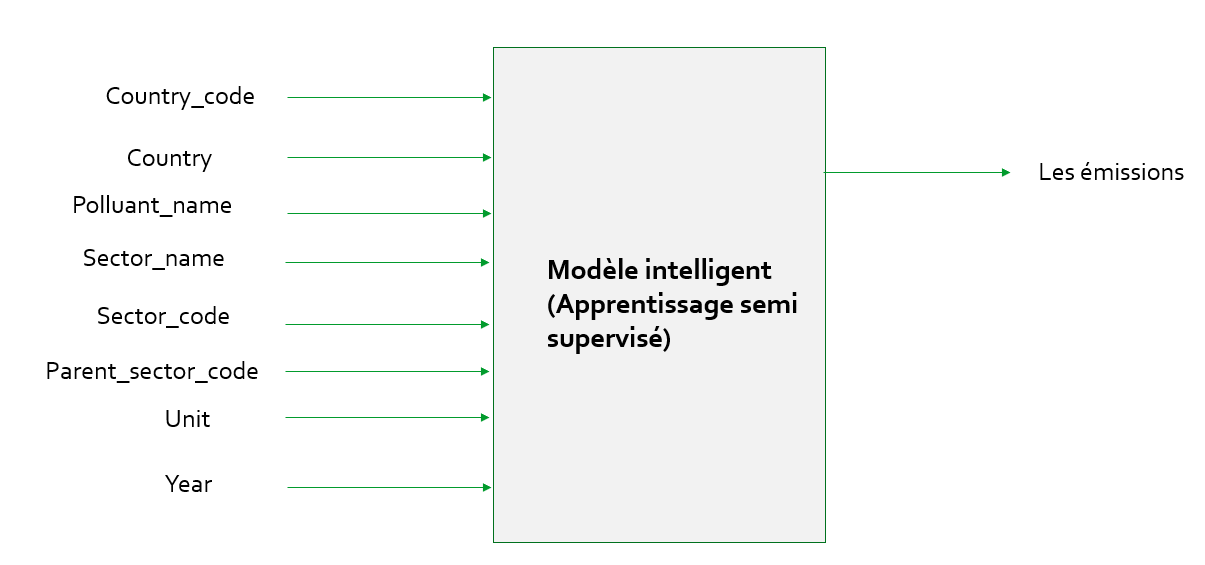 Country_code
Country
Polluant_name
Sector_name
Sector_code
Parent_sector_code
Unit
Year
Modèle intelligent
(Apprentissage semi
supervisé)
Les émissions